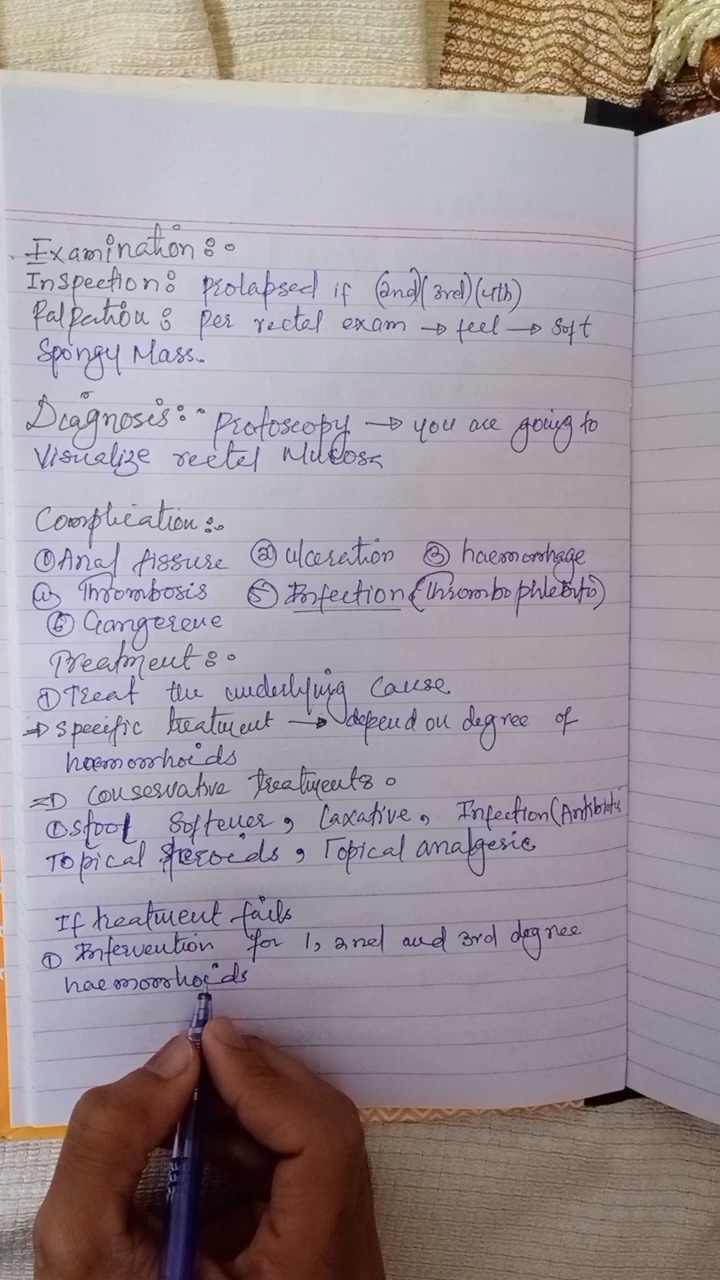 Examination :-
Inspection : prolapsed if (2nd)(3rd)(4th)
Palpation : Per rectal exam → feel → soft
Spongy Mass.
Diagnosis :- Protoscopy → you are going to
Visualize rectel Mucosa
Complication :-
① Anal fissure ② ulceration ③ haemorrhage
④ Thrombosis ⑤ Infection (Thrombophlebitis)
⑥ Gangerene
Treatment :-
① Treat the underlying cause
⇒ specific treatment → depend on degree of
haemorrhoids
⇒ Conservative treatment :-
① stool softener, Laxative, Infection (Antibiotis
Topical steroids, Topical analgesic
If treatment fails
① Intervention for 1, 2nd and 3rd degree
haemorrhoids